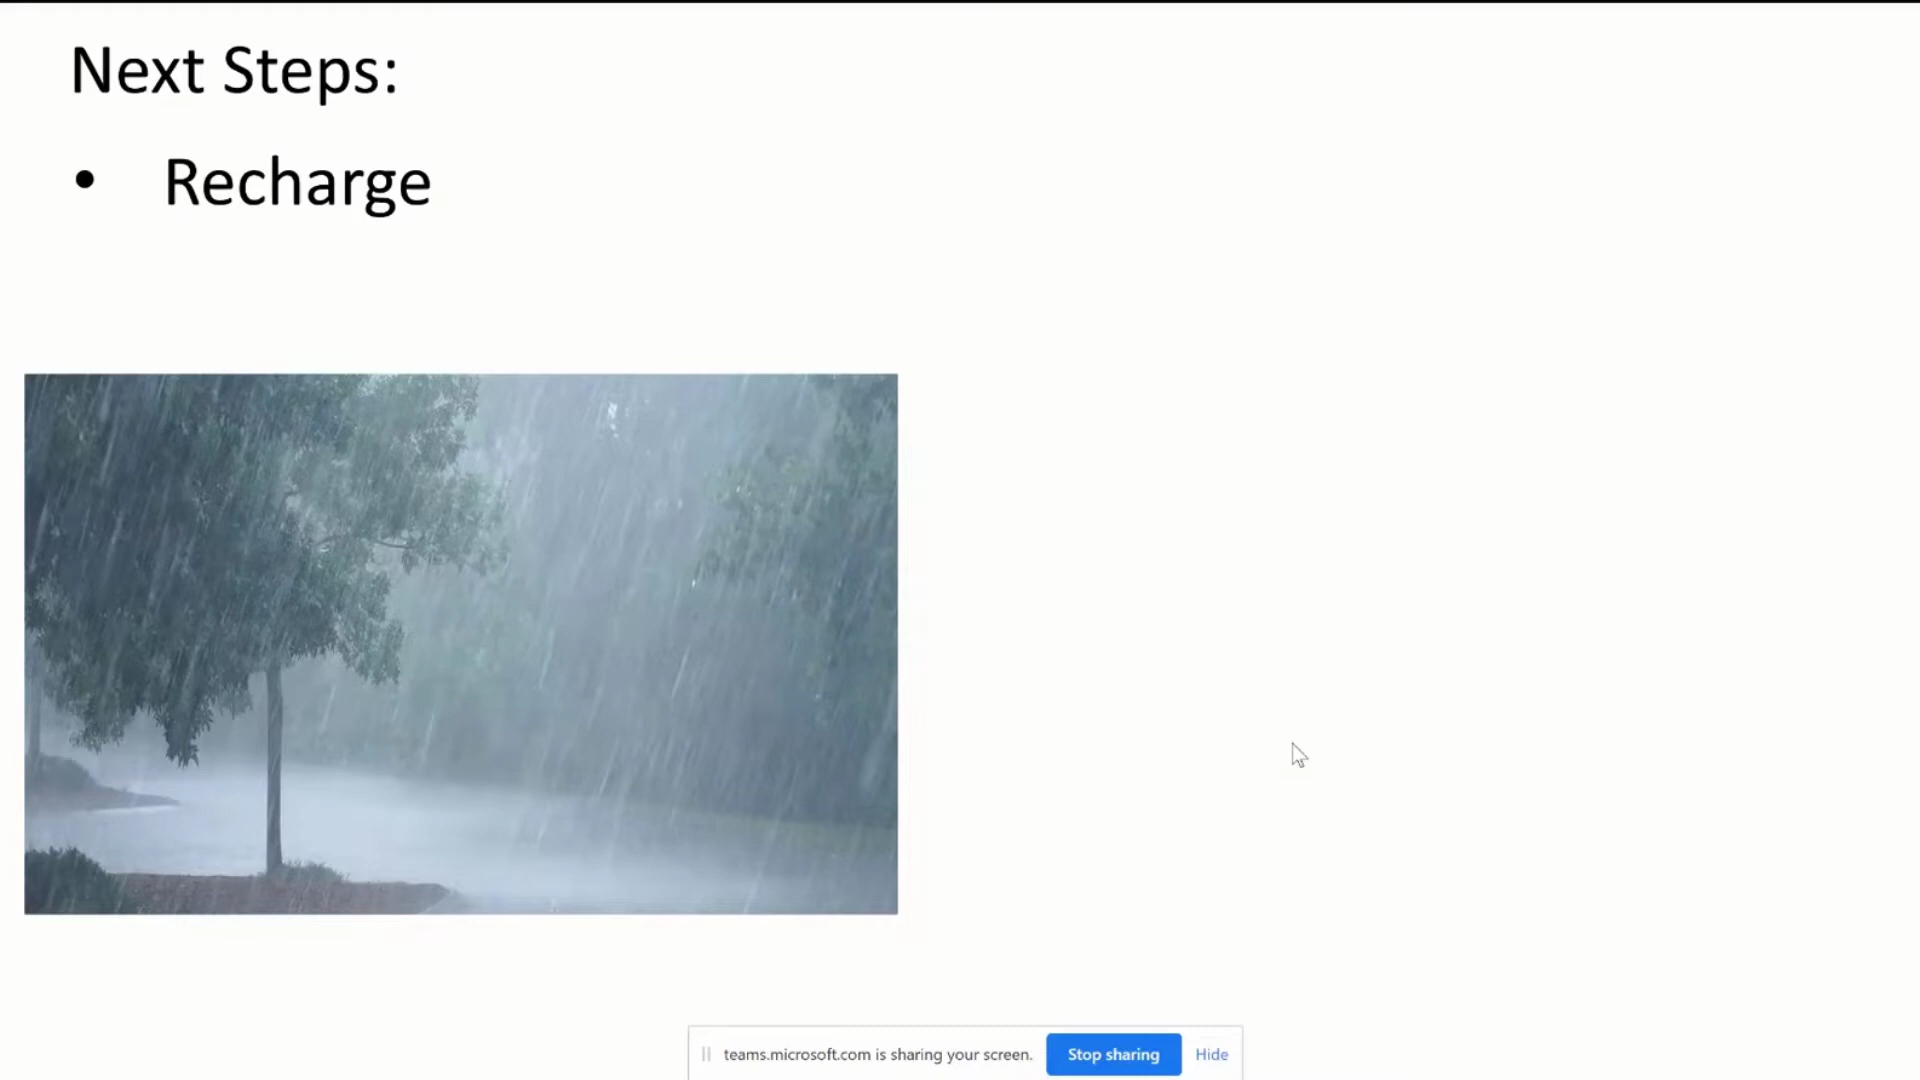 Next Steps:
• Recharge
teams.microsoft.com is sharing your screen. Stop sharing Hide